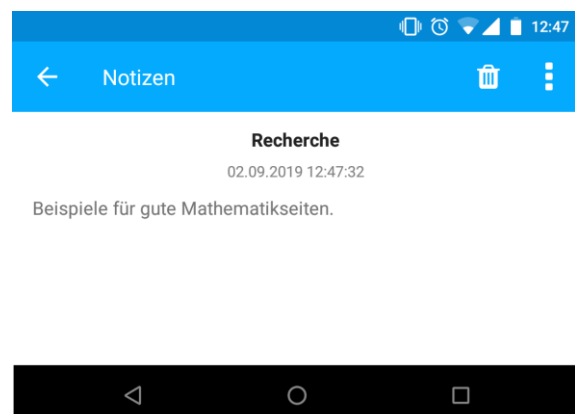 12:47
Notizen
Recherche
02.09.2019 12:47:32
Beispiele für gute Mathematikseiten.